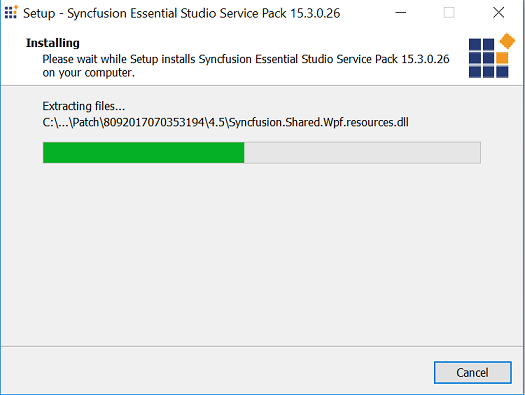 Setup - Syncfusion Essential Studio Service Pack 15.3.0.26
Installing
Please wait while Setup installs Syncfusion Essential Studio Service Pack 15.3.0.26
on your computer.
Extracting files...
C:\...\Patch\8092017070353194\4.5\Syncfusion.Shared.Wpf.resources.dll
Cancel